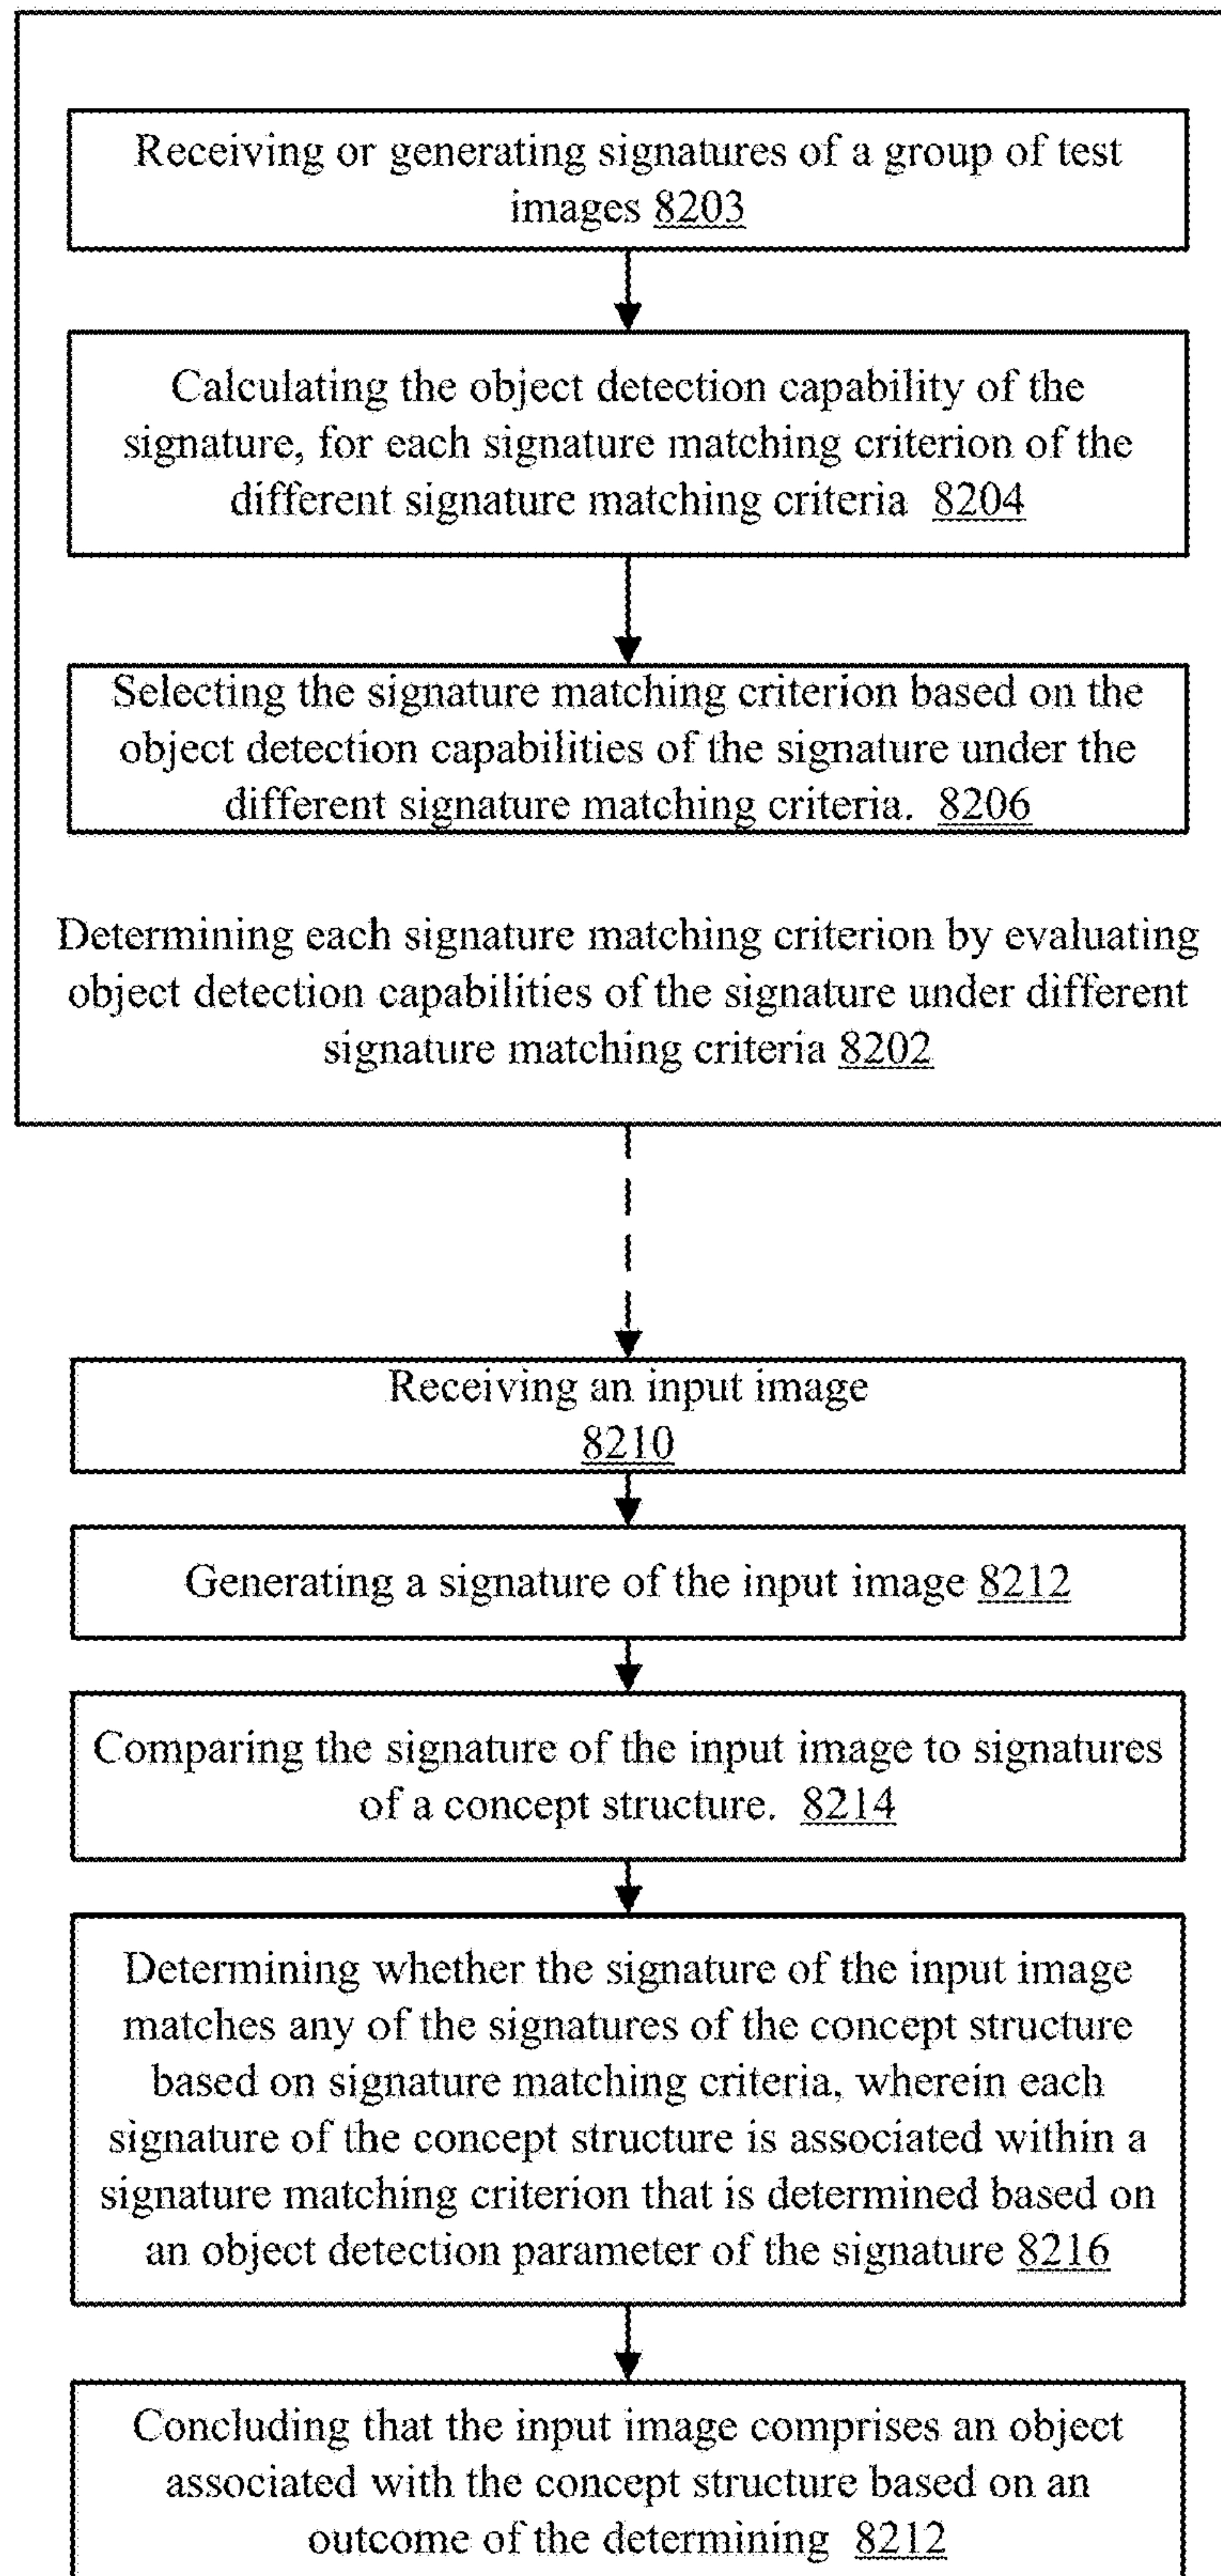 Receiving or generating signatures of a group of test
images 8203
Calculating the object detection capability of the
signature, for each signature matching criterion of the
different signature matching criteria 8204
Selecting the signature matching criterion based on the
object detection capabilities of the signature under the
different signature matching criteria. 8206
Determining each signature matching criterion by evaluating
object detection capabilities of the signature under different
signature matching criteria 8202
Receiving an input image
8210
Generating a signature of the input image 8212
Comparing the signature of the input image to signatures
of a concept structure. 8214
Determining whether the signature of the input image
matches any of the signatures of the concept structure
based on signature matching criteria, wherein each
signature of the concept structure is associated within a
signature matching criterion that is determined based on
an object detection parameter of the signature 8216
Concluding that the input image comprises an object
associated with the concept structure based on an
outcome of the determining 8212